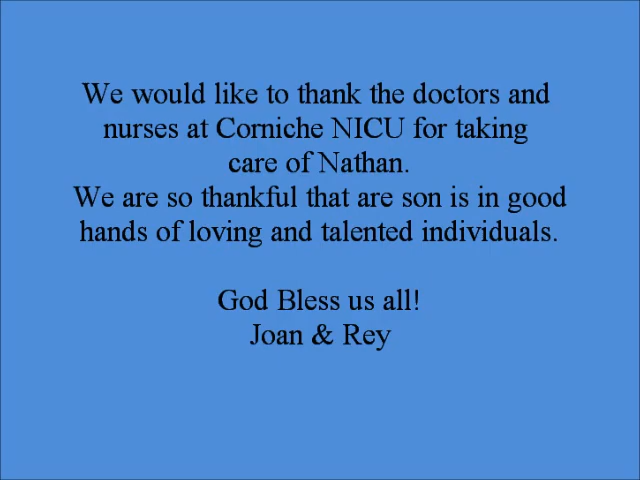 We would like to thank the doctors and
nurses at Corniche NICU for taking
care of Nathan.
We are so thankful that are son is in good
hands of loving and talented individuals.
God Bless us all!
Joan & Rey